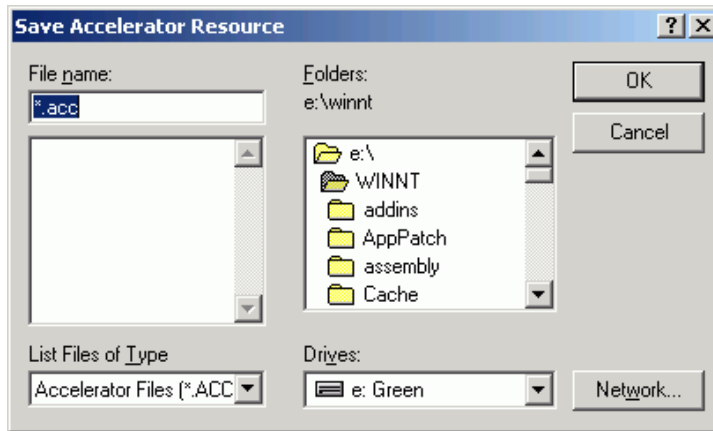 Save Accelerator Resource
File name:
*.acc
Folders:
e:\winnt
e:\
WINNT
addins
AppPatch
assembly
Cache
OK
Cancel
List Files of Type
Accelerator Files (*.ACC
Drives:
e: Green
Network...